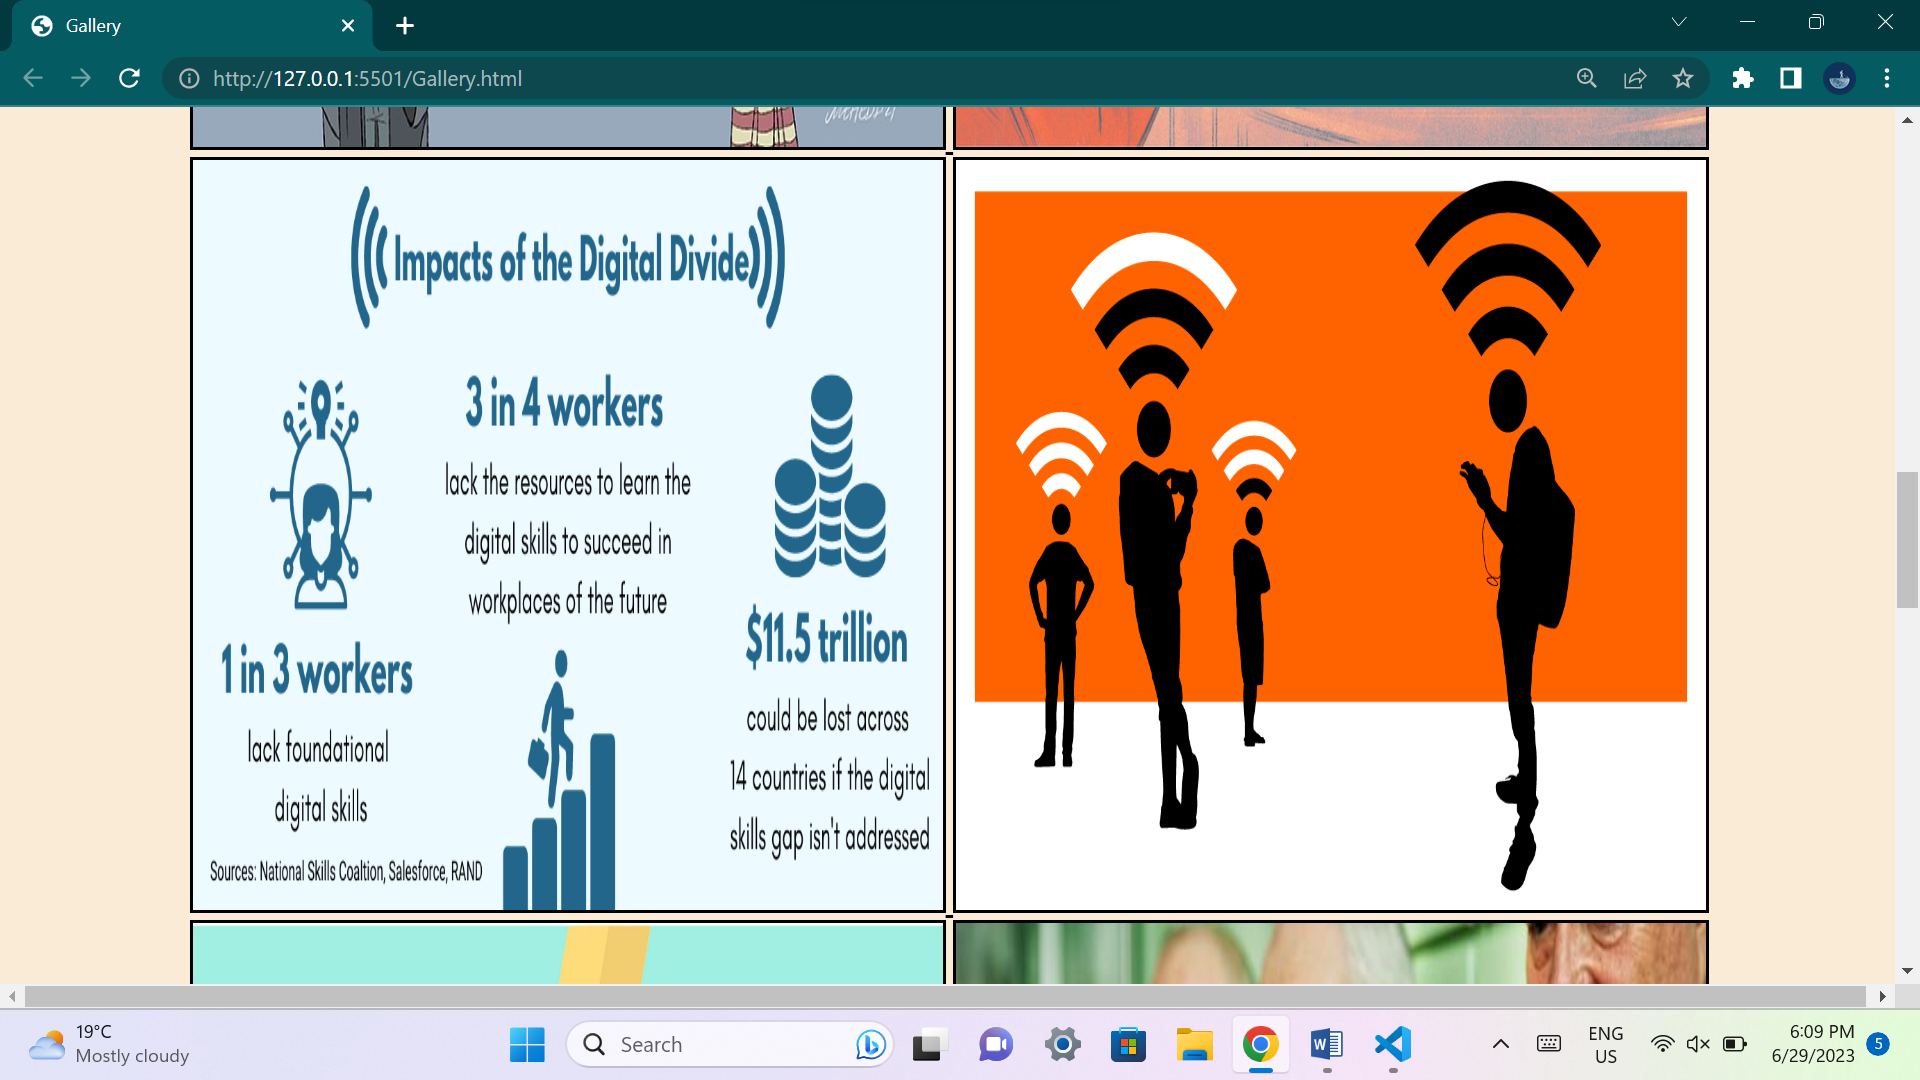 Gallery
http://127.0.0.1:5501/Gallery.html
Impacts of the Digital Divide
3 in 4 workers
lack the resources to learn the
digital skills to succeed in
workplaces of the future
1 in 3 workers
lack foundational
digital skills
$11.5 trillion
could be lost across
14 countries if the digital
skills gap isn't addressed
Sources: National Skills Coaltion, Salesforce, RAND
19°C
Mostly cloudy
Search
ENG
US
6:09 PM
6/29/2023
5